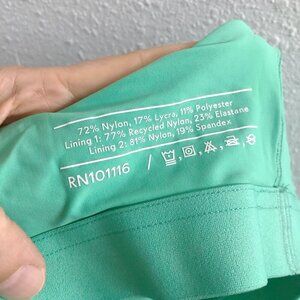 72% Nylon, 17% Lycra, 11% Polyester
Lining 1: 77% Recycled Nylon, 23% Elastane
Lining 2: 81% Nylon, 19% Spandex
RN101116 /